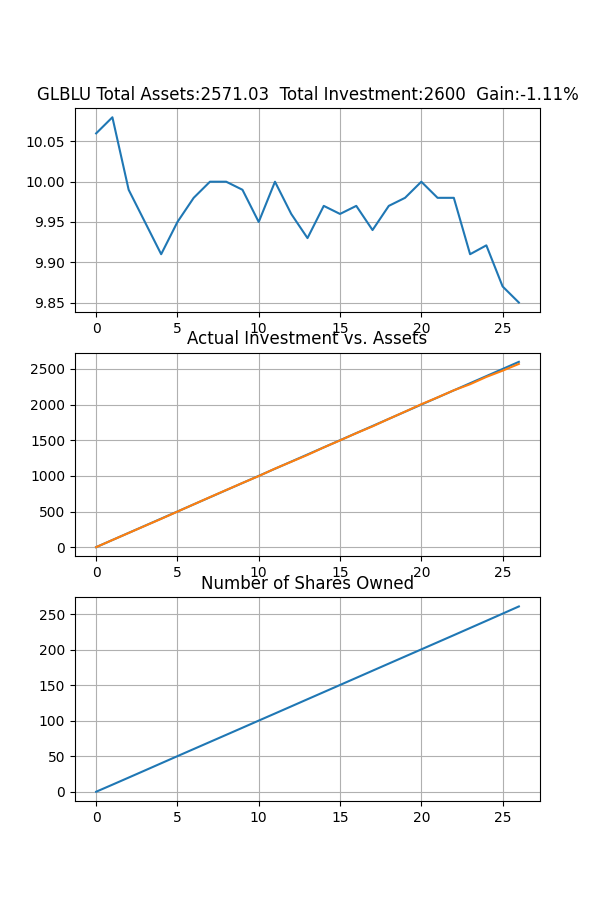 GLBLU Total Assets:2571.03  Total Investment:2600  Gain:-1.11%
10.05
10.00
9.95
9.90
9.85
0 5 10 15 20 25
Actual Investment vs. Assets
2500
2000
1500
1000
500
0
0 5 10 15 20 25
Number of Shares Owned
250
200
150
100
50
0
0 5 10 15 20 25